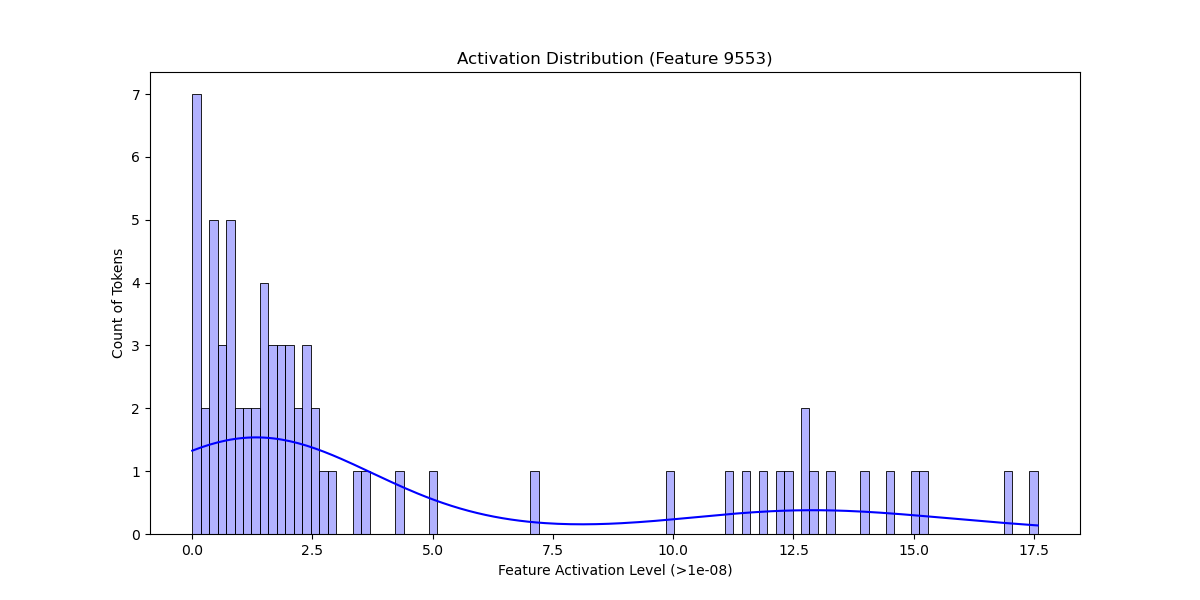 Activation Distribution (Feature 9553)
Count of Tokens
7
6
5
4
3
2
1
0
0.0 2.5 5.0 7.5 10.0 12.5 15.0 17.5
Feature Activation Level (>1e-08)